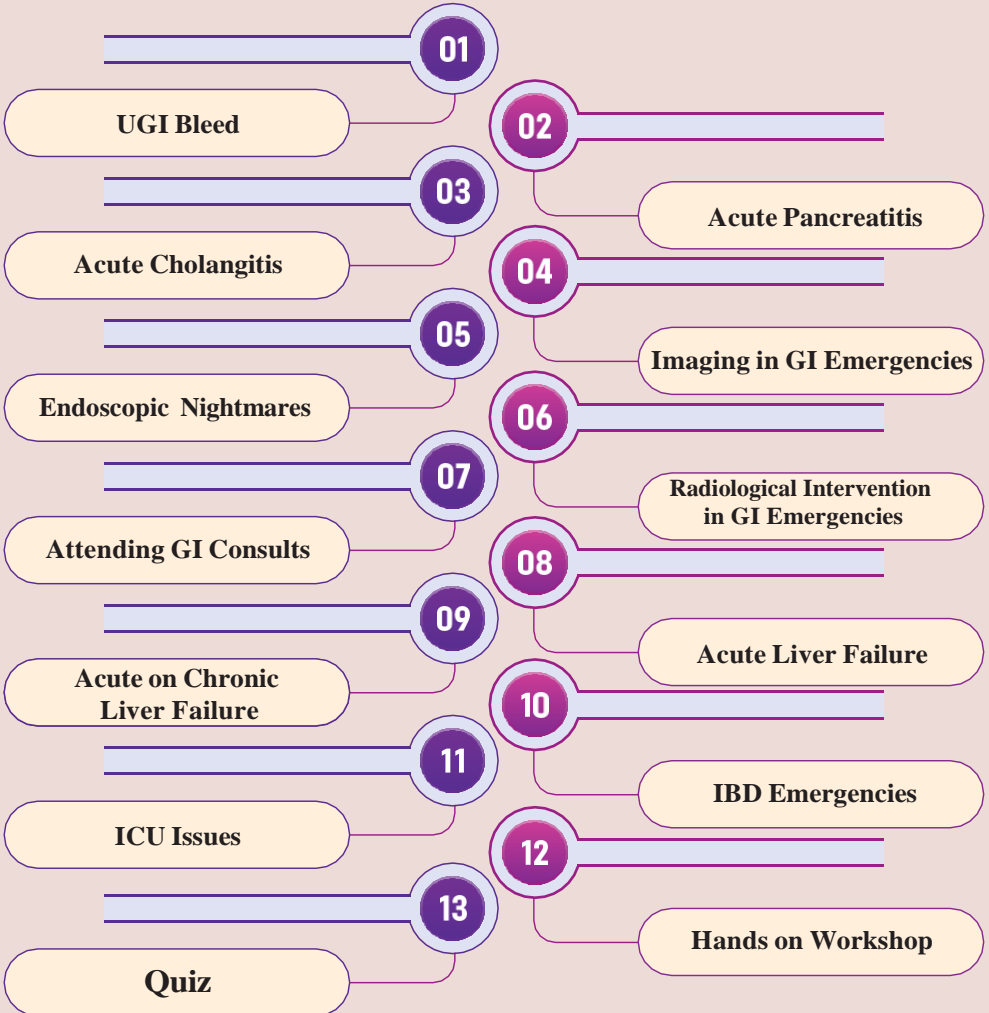 01
UGI Bleed
02
Acute Pancreatitis
03
Acute Cholangitis
04
Imaging in GI Emergencies
05
Endoscopic Nightmares
06
Radiological Intervention
in GI Emergencies
07
Attending GI Consults
08
Acute Liver Failure
09
Acute on Chronic
Liver Failure
10
IBD Emergencies
11
ICU Issues
12
Hands on Workshop
13
Quiz